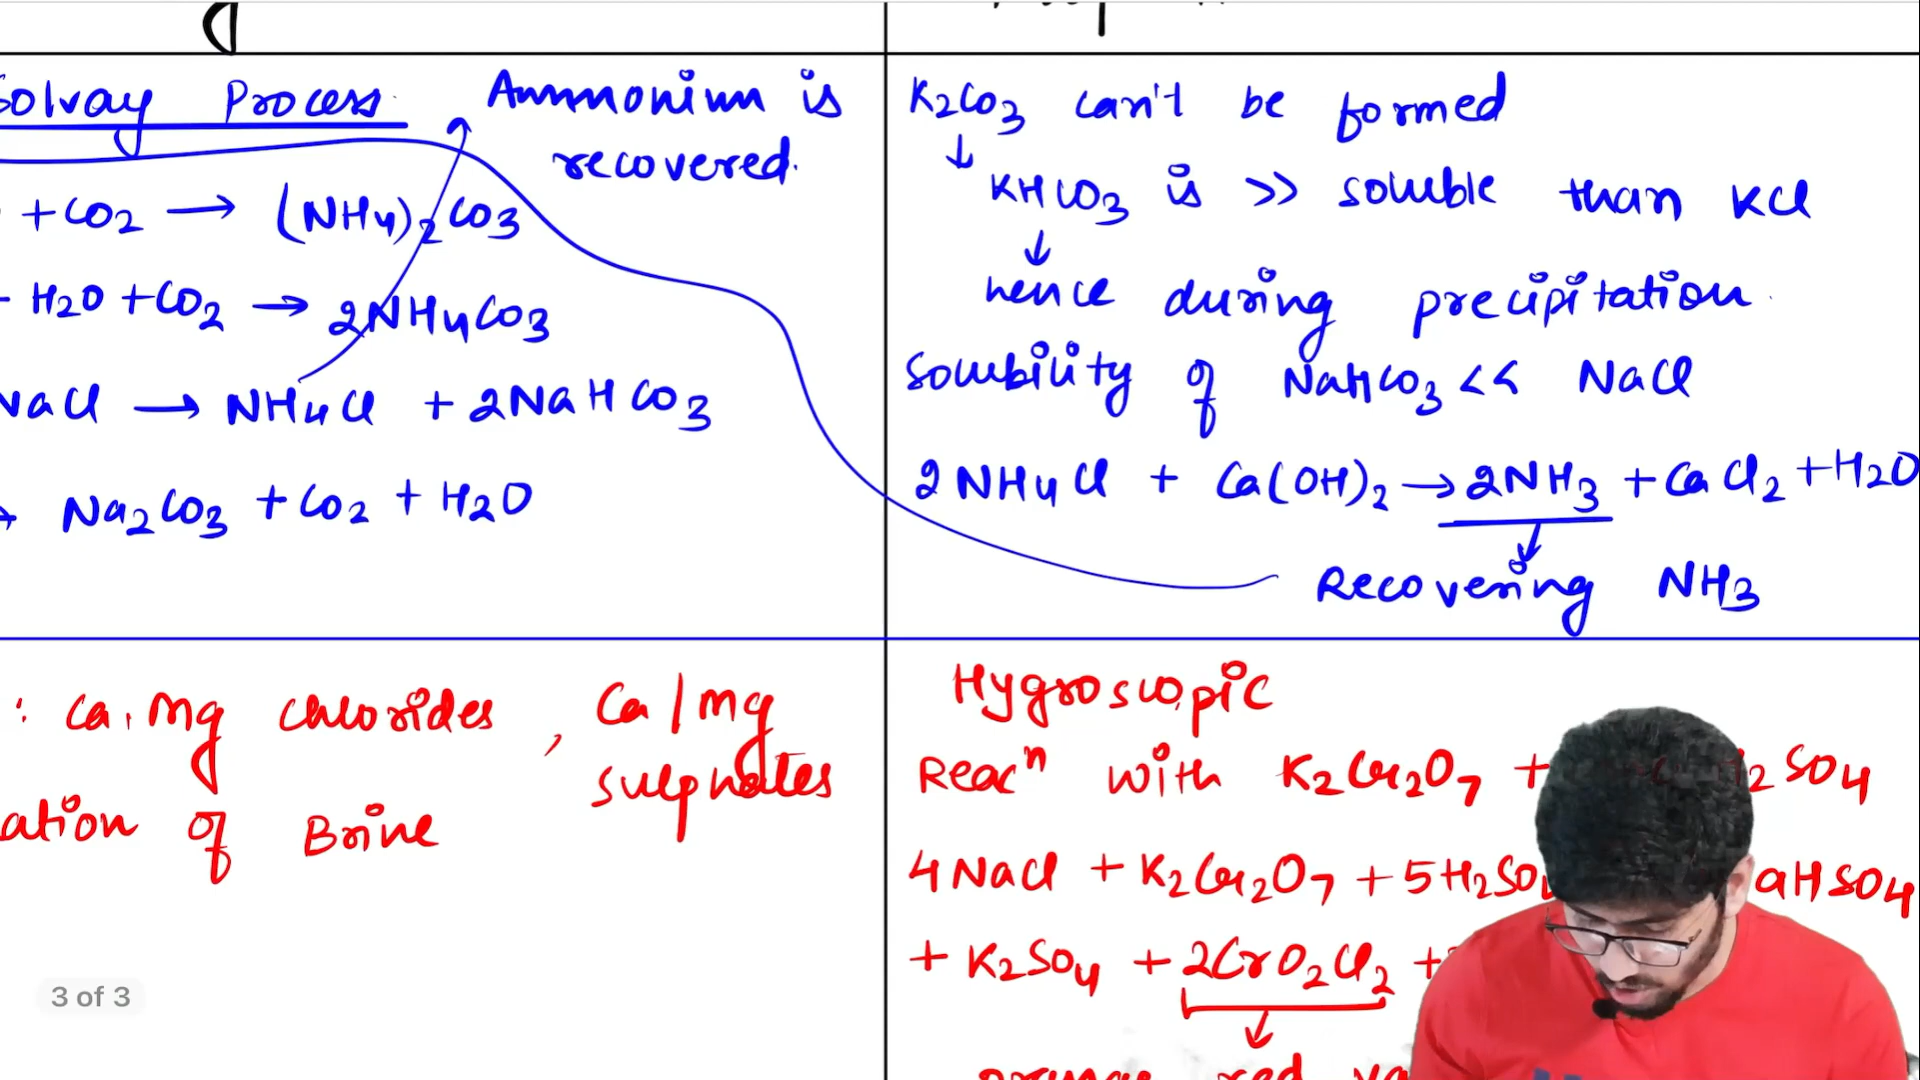 Solvay Process
Ammonium is
recovered.
+CO2 → (NH4)2CO3
+ H2O +CO2 → 2NH4CO3
NaCl → NH4Cl + 2NaHCO3
→ Na2CO3 + CO2 + H2O
K2CO3 can't be formed
↓
KHCO3 is >> soluble than KCl
↓
hence during precipitation
solubility of NaHCO3 << NaCl
2NH4Cl + Ca(OH)2 → 2NH3 + CaCl2 + H2O
↓
Recovering NH3
: Ca, Mg chlorides, Ca/Mg
sulphates
ation of Brine
Hygroscopic
Reacⁿ with K2Cr2O7 + 2SO4
4NaCl + K2Cr2O7 + 5H2SO aHSO4
+ K2SO4 + 2CrO2Cl2 +
↓
red
3 of 3